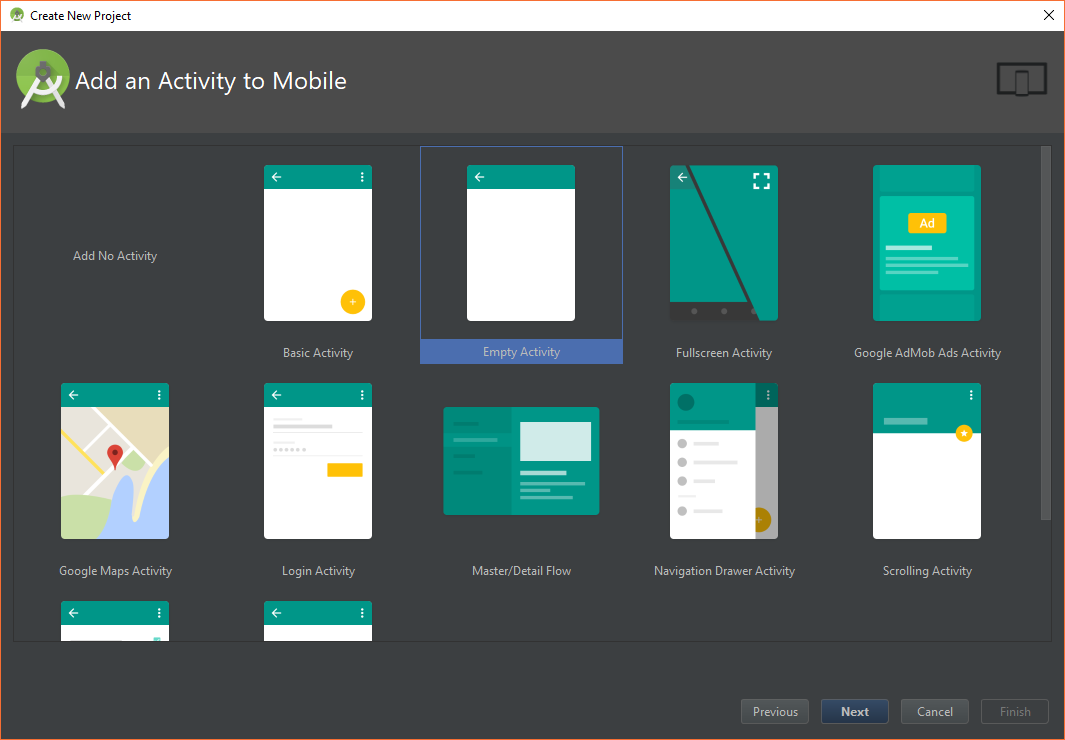 Create New Project
Add an Activity to Mobile
Add No Activity
Basic Activity
Empty Activity
Fullscreen Activity
Ad
Google AdMob Ads Activity
Google Maps Activity
Login Activity
Master/Detail Flow
Navigation Drawer Activity
Scrolling Activity
Previous
Next
Cancel
Finish